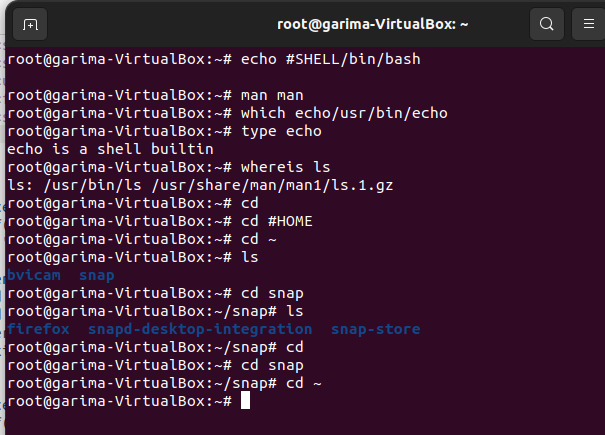 root@garima-VirtualBox: ~
root@garima-VirtualBox:~# echo #SHELL/bin/bash
root@garima-VirtualBox:~# man man
root@garima-VirtualBox:~# which echo/usr/bin/echo
root@garima-VirtualBox:~# type echo
echo is a shell builtin
root@garima-VirtualBox:~# whereis ls
ls: /usr/bin/ls /usr/share/man/man1/ls.1.gz
root@garima-VirtualBox:~# cd
root@garima-VirtualBox:~# cd #HOME
root@garima-VirtualBox:~# cd ~
root@garima-VirtualBox:~# ls
bvicam  snap
root@garima-VirtualBox:~# cd snap
root@garima-VirtualBox:~/snap# ls
firefox  snapd-desktop-integration  snap-store
root@garima-VirtualBox:~/snap# cd
root@garima-VirtualBox:~# cd snap
root@garima-VirtualBox:~/snap# cd ~
root@garima-VirtualBox:~#